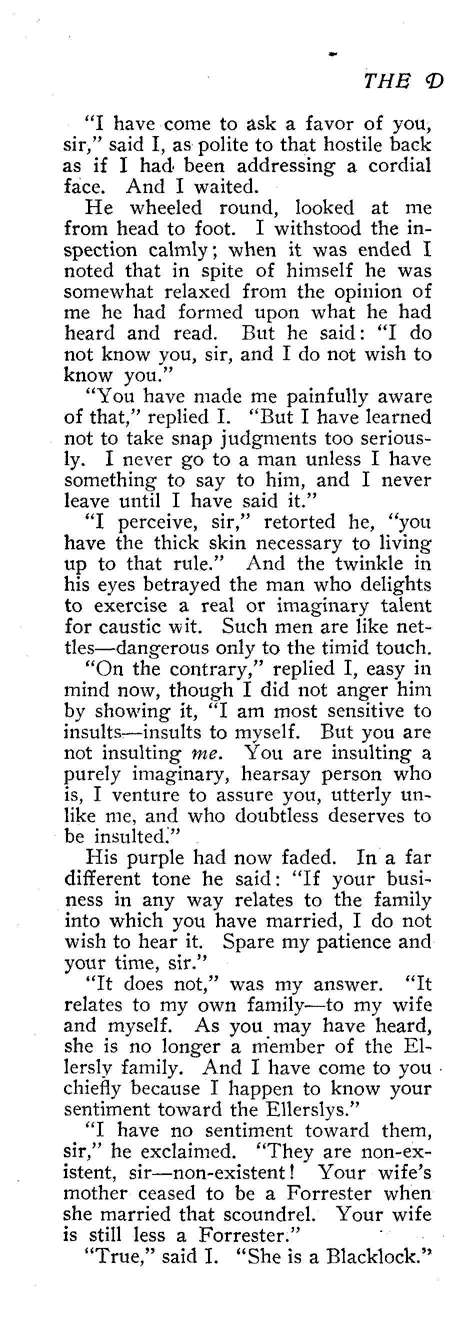 THE D
“I have come to ask a favor of you,
sir,” said I, as polite to that hostile back
as if I had been addressing a cordial
face. And I waited.
He wheeled round, looked at me
from head to foot. I withstood the in-
spection calmly; when it was ended I
noted that in spite of himself he was
somewhat relaxed from the opinion of
me he had formed upon what he had
heard and read. But he said: “I do
not know you, sir, and I do not wish to
know you.”
“You have made me painfully aware
of that,” replied I. “But I have learned
not to take snap judgments too serious-
ly. I never go to a man unless I have
something to say to him, and I never
leave until I have said it.”
“I perceive, sir,” retorted he, “you
have the thick skin necessary to living
up to that rule.” And the twinkle in
his eyes betrayed the man who delights
to exercise a real or imaginary talent
for caustic wit. Such men are like net-
tles—dangerous only to the timid touch.
“On the contrary,” replied I, easy in
mind now, though I did not anger him
by showing it, “I am most sensitive to
insults—insults to myself. But you are
not insulting me. You are insulting a
purely imaginary, hearsay person who
is, I venture to assure you, utterly un-
like me, and who doubtless deserves to
be insulted.”
His purple had now faded. In a far
different tone he said: “If your busi-
ness in any way relates to the family
into which you have married, I do not
wish to hear it. Spare my patience and
your time, sir.”
“It does not,” was my answer. “It
relates to my own family—to my wife
and myself. As you may have heard,
she is no longer a member of the El-
lersly family. And I have come to you
chiefly because I happen to know your
sentiment toward the Ellerslys.”
“I have no sentiment toward them,
sir,” he exclaimed. “They are non-ex-
istent, sir—non-existent! Your wife’s
mother ceased to be a Forrester when
she married that scoundrel. Your wife
is still less a Forrester.”
“True,” said I. “She is a Blacklock.”